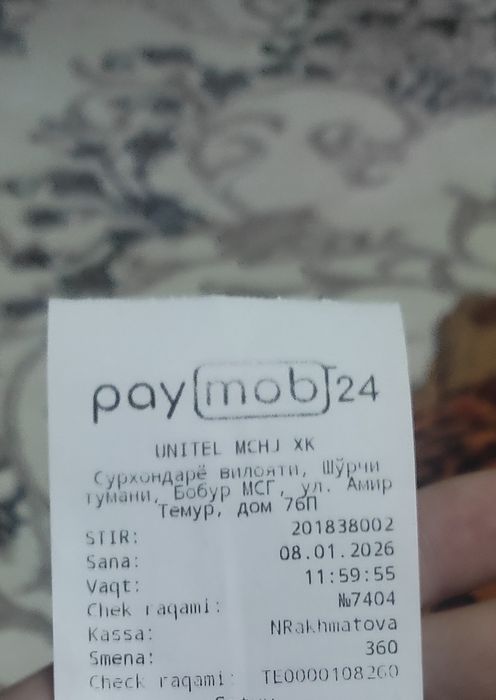 paymob24
UNITEL MCHJ XK
Сурхондарё вилояти, Шўрчи
тумани, Бобур МСГ, ул. Амир
Темур, дом 76П
STIR: 201838002
Sana: 08.01.2026
Vaqt: 11:59:55
Chek raqami: №7404
Kassa: NRakhmatova
Smena: 360
Check raqami: TE0000108260